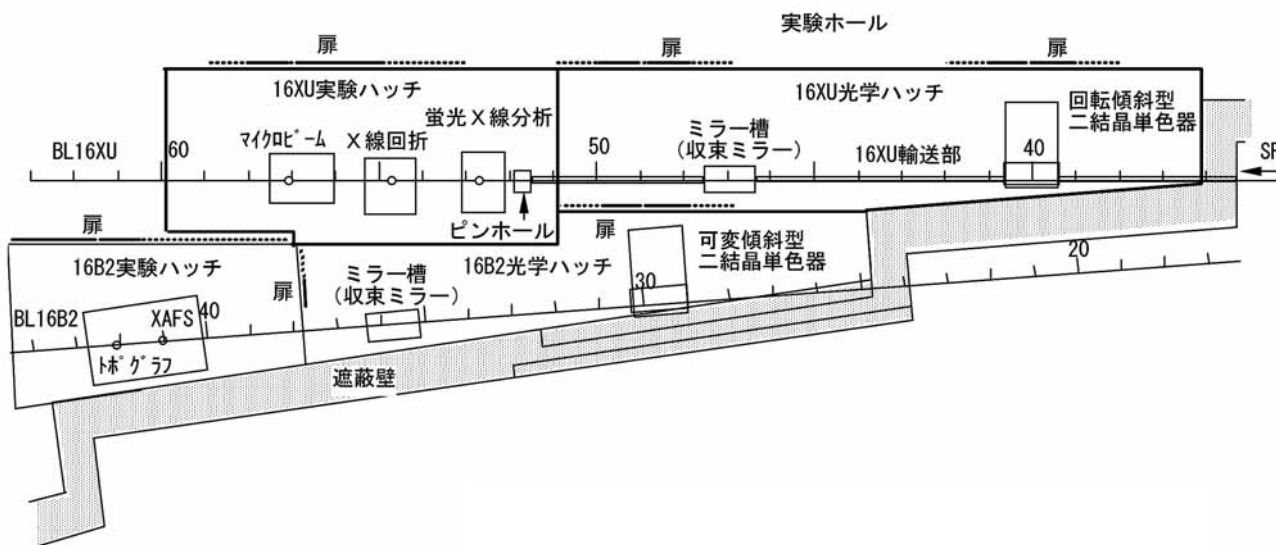 実験ホール
扉
扉
扉
16XU実験ハッチ
16XU光学ハッチ
回転傾斜型
二結晶単色器
蛍光X線分析
マイクロビーム
X線回折
ミラー槽
(収束ミラー)
16XU輸送部
BL16XU
60
50
40
SR
ピンホール
扉
扉
16B2実験ハッチ
16B2光学ハッチ
可変傾斜型
二結晶単色器
扉
ミラー槽
(収束ミラー)
20
30
40
BL16B2
XAFS
トポグラフ
遮蔽壁